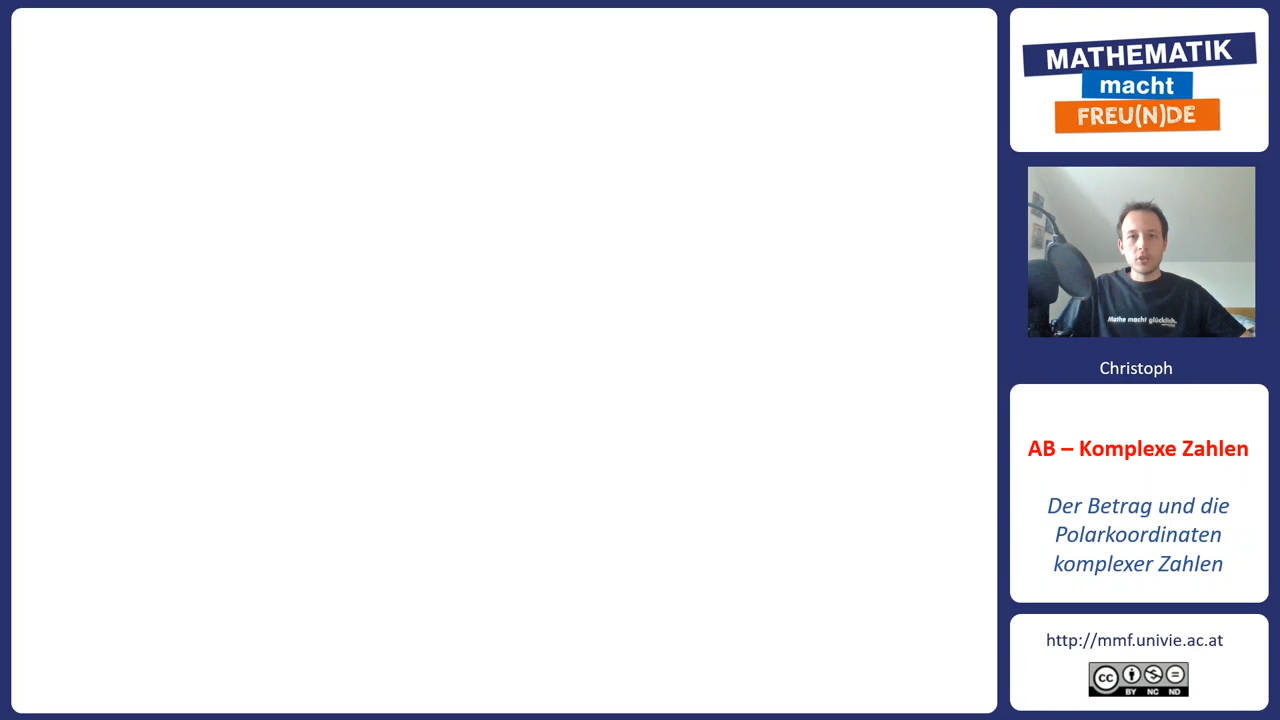 MATHEMATIK
macht
FREU(N)DE
Mathe macht glücklich.
Christoph
AB – Komplexe Zahlen
Der Betrag und die
Polarkoordinaten
komplexer Zahlen
http://mmf.univie.ac.at
cc
BY NC ND